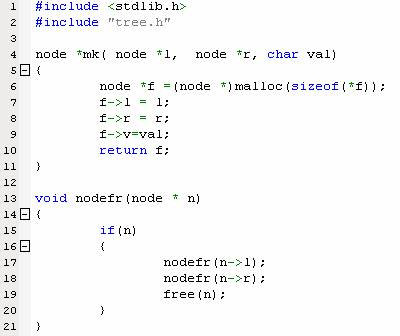 1 #include <stdlib.h>
2 #include "tree.h"
3
4 node *mk( node *l,  node *r, char val)
5 {
6         node *f =(node *)malloc(sizeof(*f));
7         f->l = l;
8         f->r = r;
9         f->v=val;
10         return f;
11 }
12
13 void nodefr(node * n)
14 {
15         if(n)
16         {
17                 nodefr(n->l);
18                 nodefr(n->r);
19                 free(n);
20         }
21 }